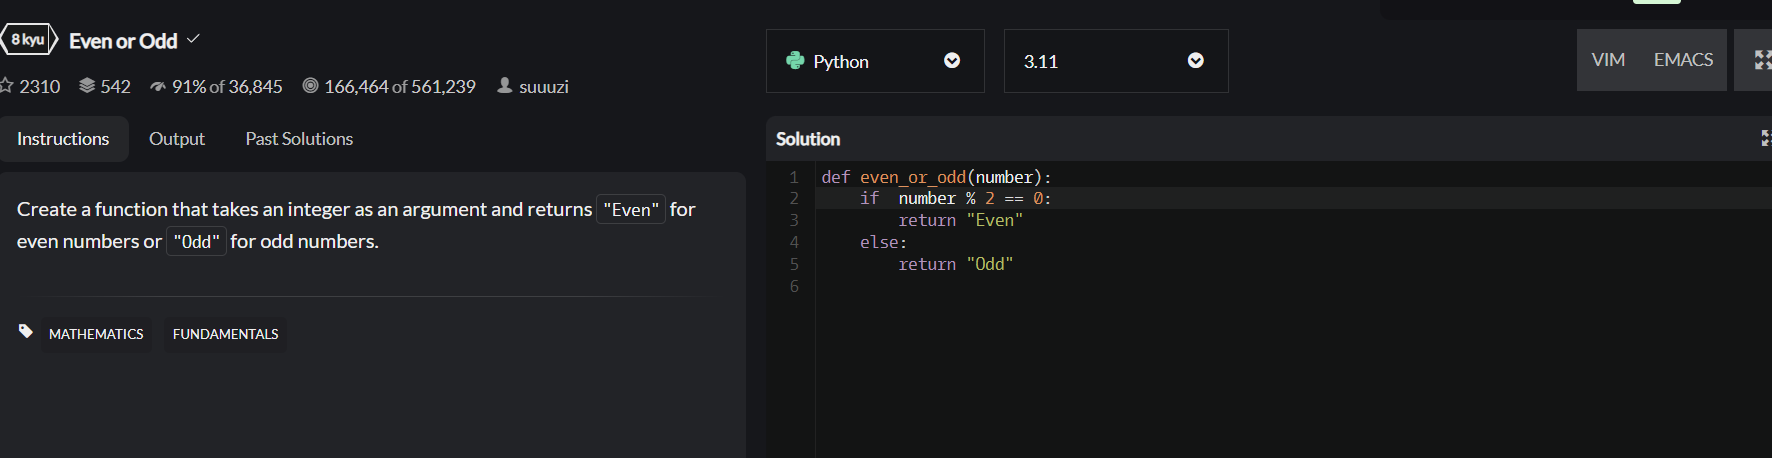 8 kyu Even or Odd
2310 542 91% of 36,845 166,464 of 561,239 suuuzi
Instructions Output Past Solutions
Create a function that takes an integer as an argument and returns "Even" for
even numbers or "Odd" for odd numbers.
MATHEMATICS FUNDAMENTALS
Python 3.11 VIM EMACS
Solution
1 def even_or_odd(number):
2     if  number % 2 == 0:
3         return "Even"
4     else:
5         return "Odd"
6